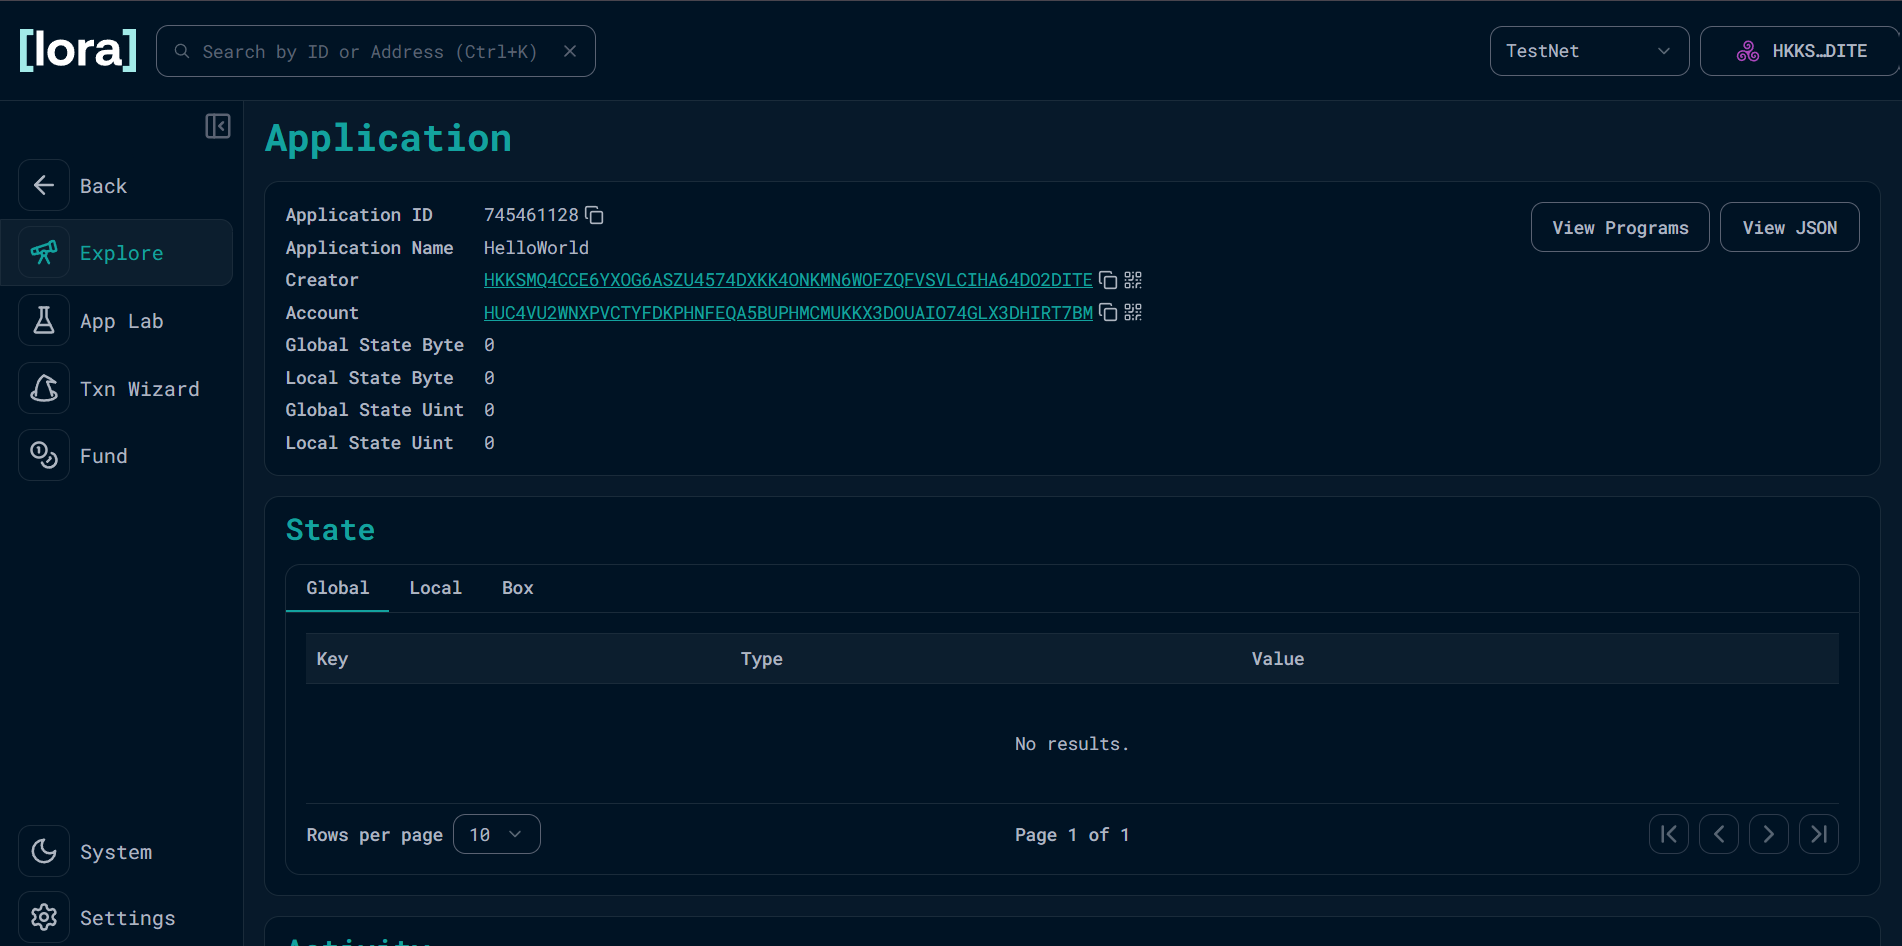 [lora]
Search by ID or Address (Ctrl+K)
TestNet
HKKS…DITE
Back
Explore
App Lab
Txn Wizard
Fund
System
Settings
Application
Application ID 745461128
View Programs
View JSON
Application Name HelloWorld
Creator HKKSMQ4CCE6YXOG6ASZU4574DXKK4ONKMN6WOFZQFVSVLCIHA64DO2DITE
Account HUC4VU2WNXPVCTYFDKPHNFEQA5BUPHMCMUKKX3DOUAIO74GLX3DHIRT7BM
Global State Byte 0
Local State Byte 0
Global State Uint 0
Local State Uint 0
State
Global Local Box
Key Type Value
No results.
Rows per page 10
Page 1 of 1
Activity